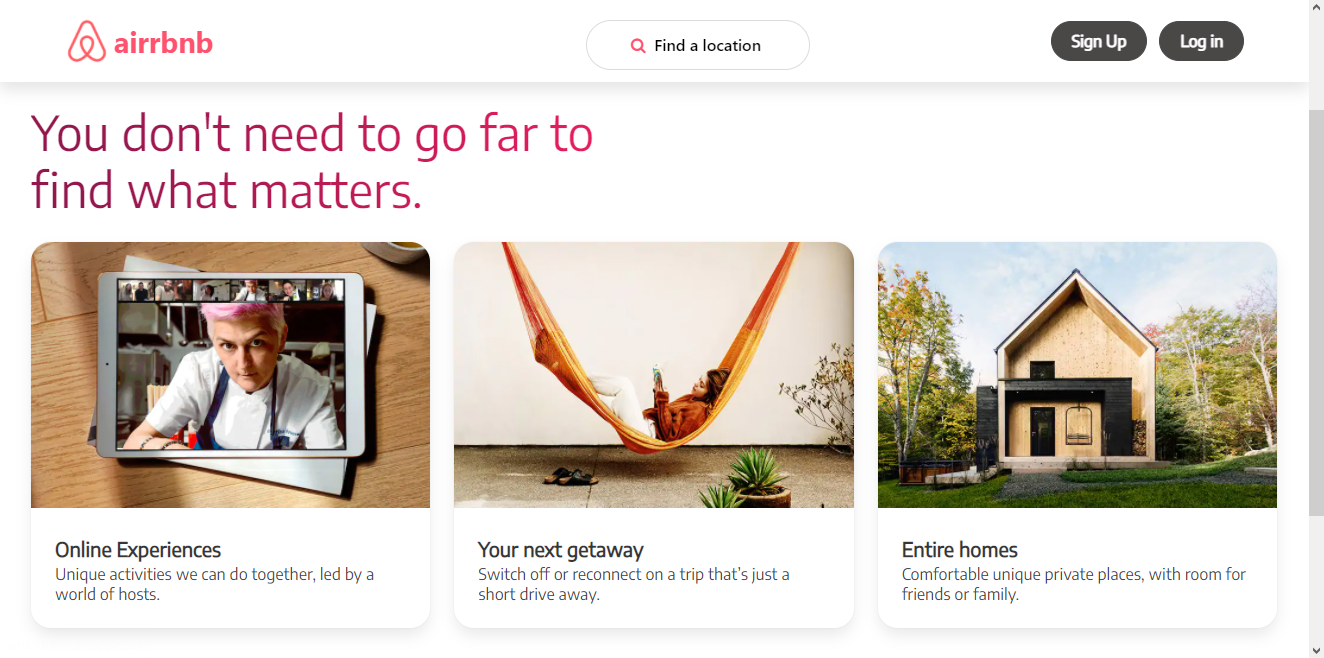 airrbnb
Find a location
Sign Up
Log in
You don't need to go far to
find what matters.
Online Experiences
Unique activities we can do together, led by a
world of hosts.
Your next getaway
Switch off or reconnect on a trip that's just a
short drive away.
Entire homes
Comfortable unique private places, with room for
friends or family.